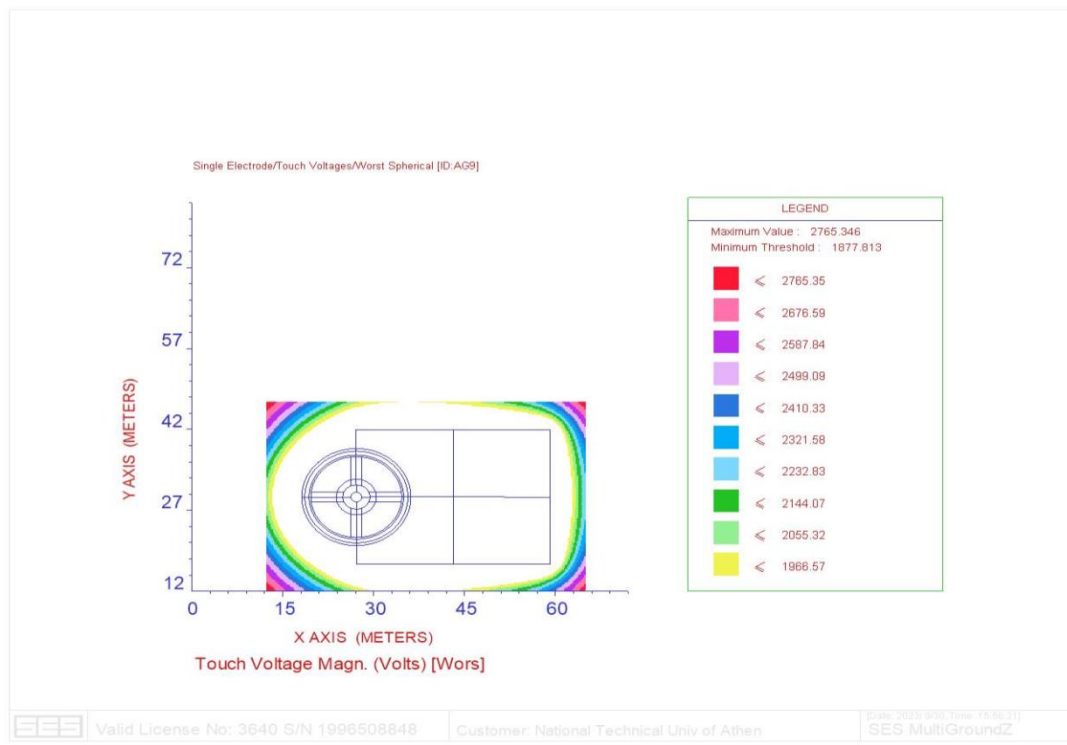 Single Electrode/Touch Voltages/Worst Spherical [ID:AG9]
LEGEND
Maximum Value : 2765.346
Minimum Threshold : 1877.813
⩽ 2765.35
⩽ 2676.59
⩽ 2587.84
⩽ 2499.09
⩽ 2410.33
⩽ 2321.58
⩽ 2232.83
⩽ 2144.07
⩽ 2055.32
⩽ 1966.57
Y AXIS (METERS)
72
57
42
27
12
0 15 30 45 60
X AXIS (METERS)
Touch Voltage Magn. (Volts) [Wors]
SES
Valid License No: 3640 S/N 1996508848
Customer: National Technical Univ of Athen
SES MultiGroundZ